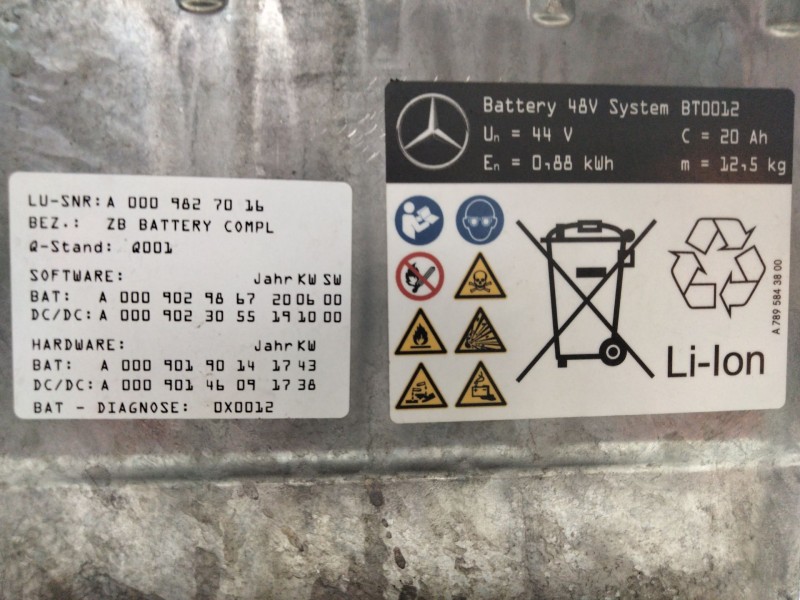 LU-SNR: A 000 982 70 16
BEZ.: ZB BATTERY COMPL
Q-Stand: Q001
SOFTWARE: Jahr KW SW
BAT: A 000 902 98 67 20 06 00
DC/DC: A 000 902 30 55 19 10 00
HARDWARE: Jahr KW
BAT: A 000 901 90 14 17 43
DC/DC: A 000 901 46 09 17 38
BAT - DIAGNOSE: 0X0012
Battery 48V System BT0012
Un = 44 V C = 20 Ah
En = 0,88 kWh m = 12,5 kg
Li-Ion
A 789 584 38 00